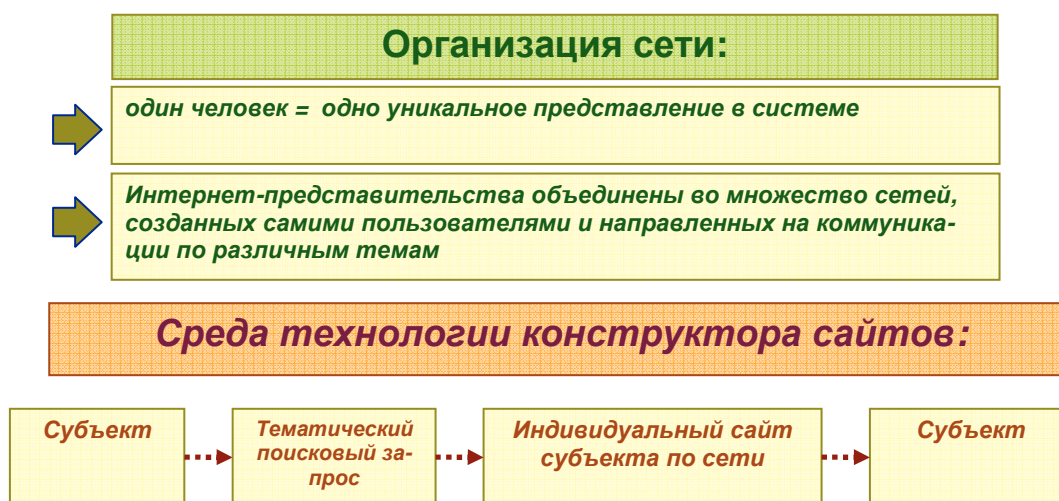 Организация сети:
один человек = одно уникальное представление в системе
Интернет-представительства объединены во множество сетей,
созданных самими пользователями и направленных на коммуника-
ции по различным темам
Среда технологии конструктора сайтов:
Субъект
Тематический
поисковый за-
прос
Индивидуальный сайт
субъекта по сети
Субъект